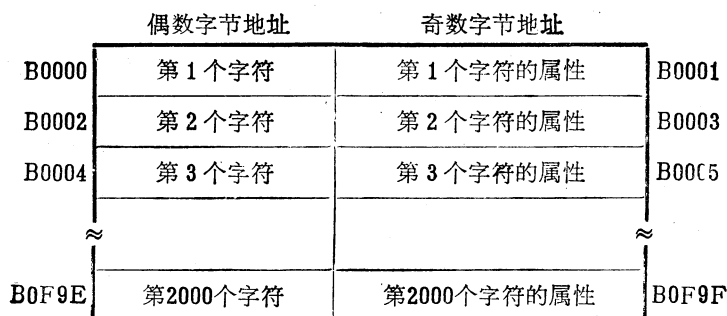 偶数字节地址 奇数字节地址
B0000 第1个字符 第1个字符的属性 B0001
B0002 第2个字符 第2个字符的属性 B0003
B0004 第3个字符 第3个字符的属性 B00C5
≈ ≈
B0F9E 第2000个字符 第2000个字符的属性 B0F9F